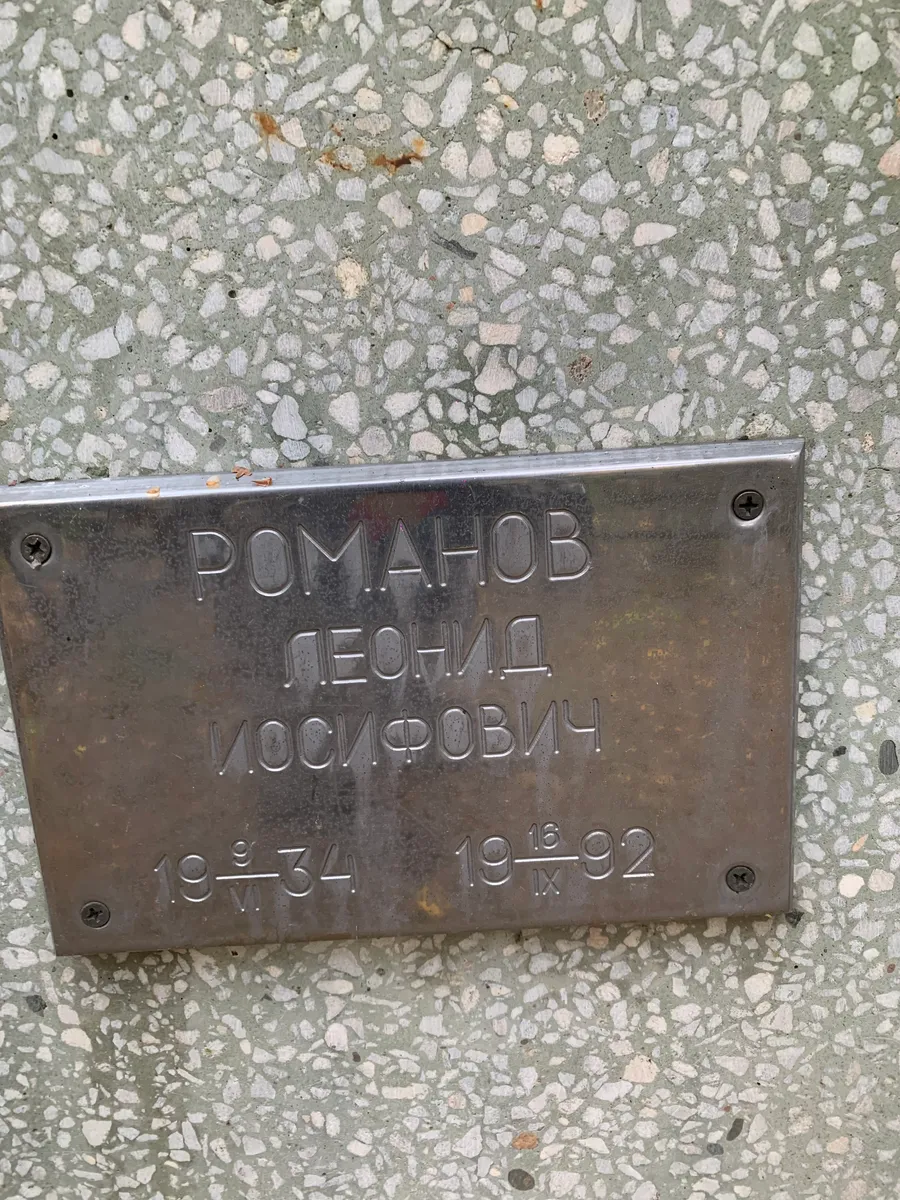 РОМАНОВ
ЛЕОНИД
ИОСИФОВИЧ
19 9/VI 34 19 16/IX 92